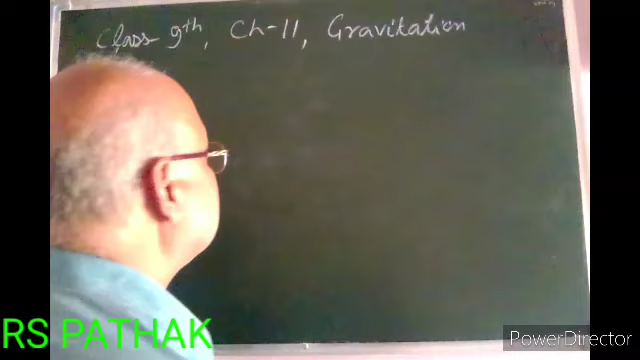 Class 9th, Ch-11, Gravitation
RS PATHAK
PowerDirector